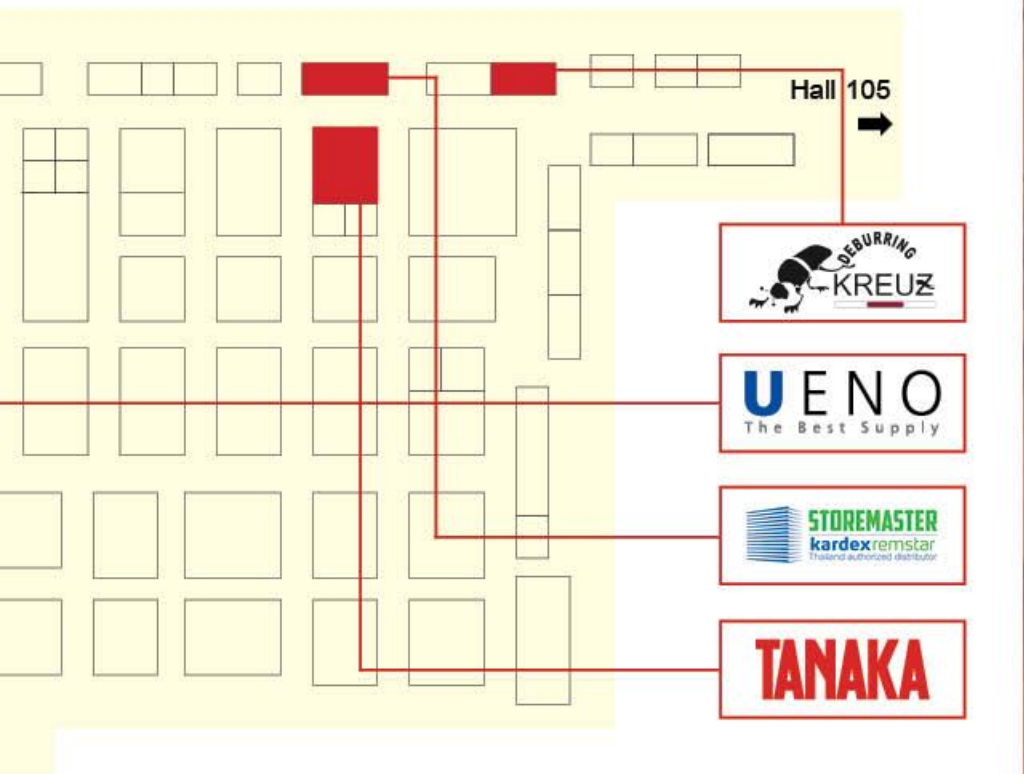 Hall 105
DEBURRING
KREUZ
UENO
The Best Supply
STOREMASTER
kardexremstar
Thailand authorized distributor
TANAKA